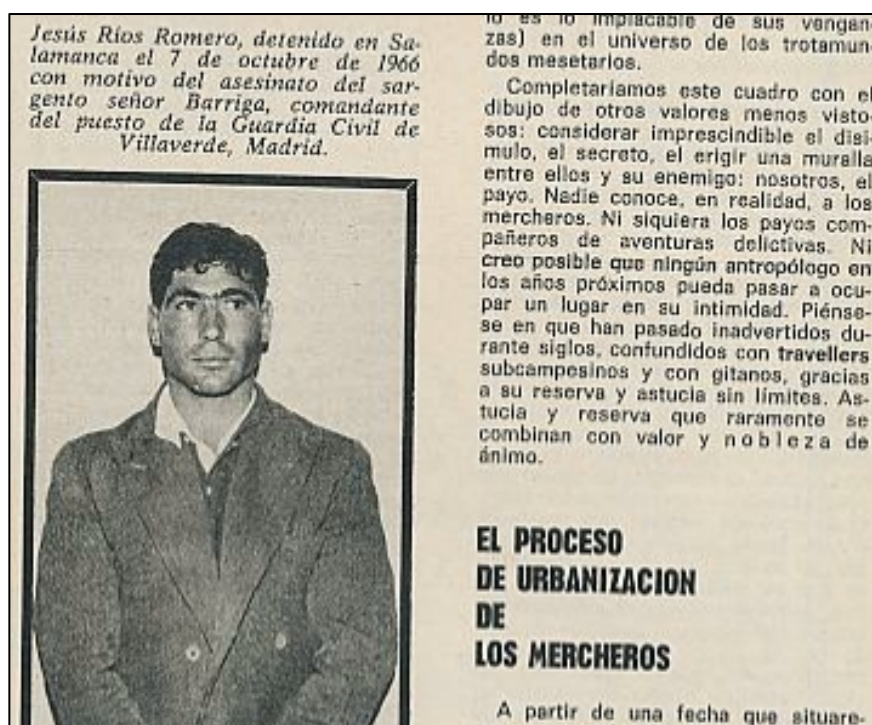 Jesús Ríos Romero, detenido en Sa-
lamanca el 7 de octubre de 1966
con motivo del asesinato del sar-
gento señor Barriga, comandante
del puesto de la Guardia Civil de
Villaverde, Madrid.
lo es lo implacable de sus vengan-
zas) en el universo de los trotamun-
dos mesetarios.
Completaríamos este cuadro con el
dibujo de otros valores menos visto-
sos: considerar imprescindible el disi-
mulo, el secreto, el erigir una muralla
entre ellos y su enemigo: nosotros, el
payo. Nadie conoce, en realidad, a los
mercheros. Ni siquiera los payos com-
pañeros de aventuras delictivas. Ni
creo posible que ningún antropólogo en
los años próximos pueda pasar a ocu-
par un lugar en su intimidad. Piénse-
se en que han pasado inadvertidos du-
rante siglos, confundidos con travellers
subcampesinos y con gitanos, gracias
a su reserva y astucia sin límites. As-
tucia y reserva que raramente se
combinan con valor y nobleza de
ánimo.
EL PROCESO
DE URBANIZACION
DE
LOS MERCHEROS
A partir de una fecha que situare-